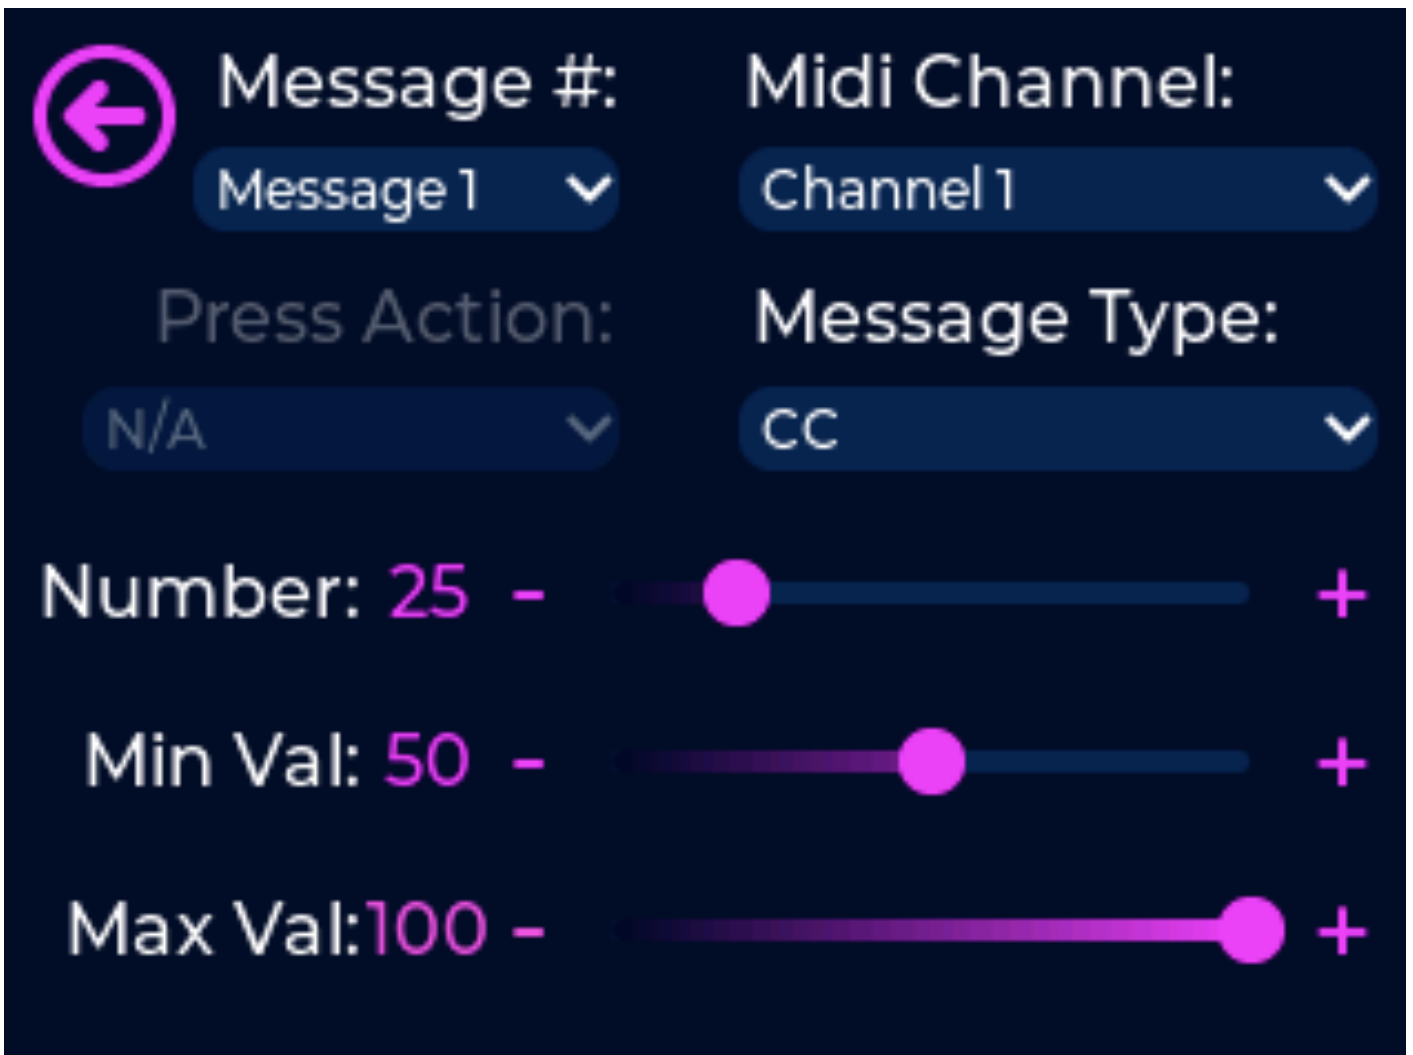 Message #:
Midi Channel:
Message 1
Channel 1
Press Action:
Message Type:
N/A
CC
Number: 25 - +
Min Val: 50 - +
Max Val: 100 - +